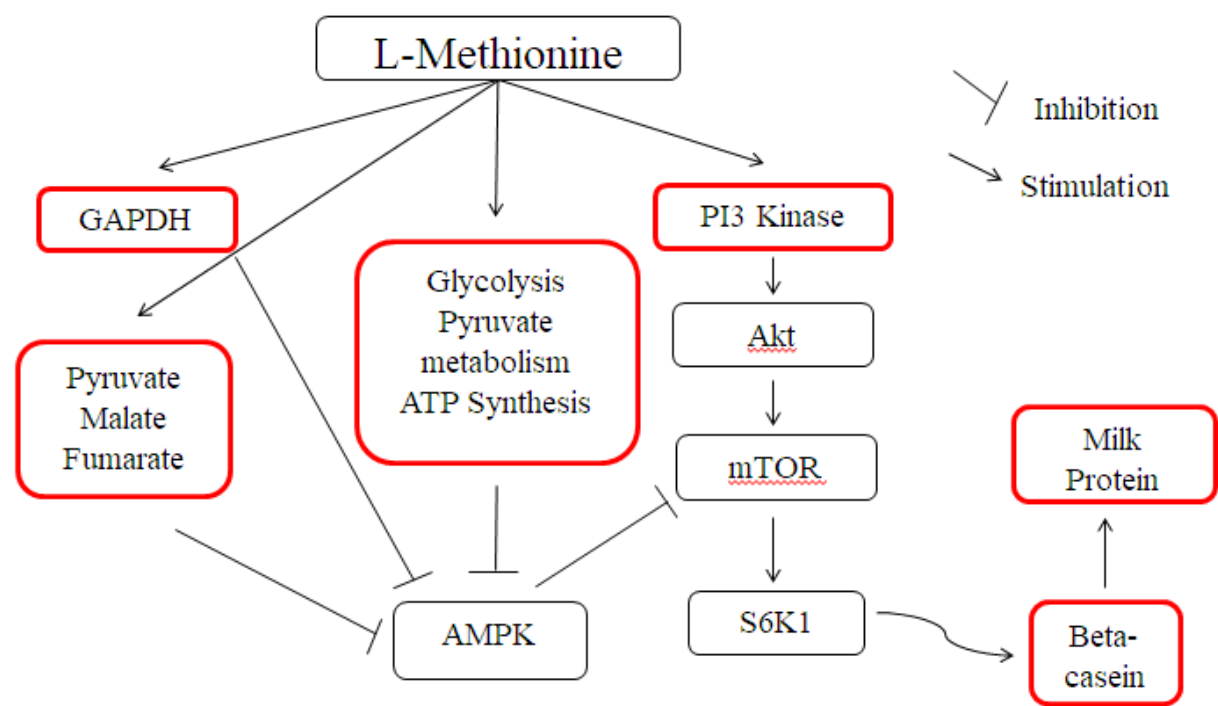 L-Methionine
Inhibition
Stimulation
GAPDH
PI3 Kinase
Glycolysis
Pyruvate
metabolism
ATP Synthesis
Akt
Pyruvate
Malate
Fumarate
mTOR
Milk
Protein
AMPK
S6K1
Beta-
casein